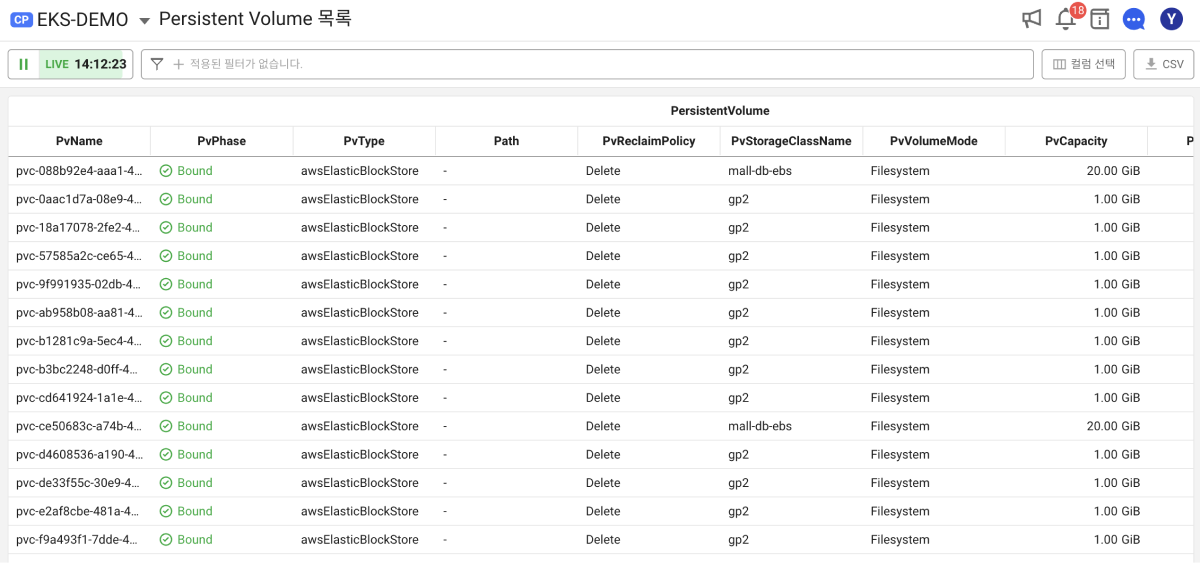 CP EKS-DEMO Persistent Volume 목록 18 Y
LIVE 14:12:23 적용된 필터가 없습니다. 컬럼 선택 CSV
PersistentVolume
PvName PvPhase PvType Path PvReclaimPolicy PvStorageClassName PvVolumeMode PvCapacity P
pvc-088b92e4-aaa1-4... Bound awsElasticBlockStore - Delete mall-db-ebs Filesystem 20.00 GiB
pvc-0aac1d7a-08e9-4... Bound awsElasticBlockStore - Delete gp2 Filesystem 1.00 GiB
pvc-18a17078-2fe2-4... Bound awsElasticBlockStore - Delete gp2 Filesystem 1.00 GiB
pvc-57585a2c-ce65-4... Bound awsElasticBlockStore - Delete gp2 Filesystem 1.00 GiB
pvc-9f991935-02db-4... Bound awsElasticBlockStore - Delete gp2 Filesystem 1.00 GiB
pvc-ab958b08-aa81-4... Bound awsElasticBlockStore - Delete gp2 Filesystem 1.00 GiB
pvc-b1281c9a-5ec4-4... Bound awsElasticBlockStore - Delete gp2 Filesystem 1.00 GiB
pvc-b3bc2248-d0ff-4... Bound awsElasticBlockStore - Delete gp2 Filesystem 1.00 GiB
pvc-cd641924-1a1e-4... Bound awsElasticBlockStore - Delete gp2 Filesystem 1.00 GiB
pvc-ce50683c-a74b-4... Bound awsElasticBlockStore - Delete mall-db-ebs Filesystem 20.00 GiB
pvc-d4608536-a190-4... Bound awsElasticBlockStore - Delete gp2 Filesystem 1.00 GiB
pvc-de33f55c-30e9-4... Bound awsElasticBlockStore - Delete gp2 Filesystem 1.00 GiB
pvc-e2af8cbe-481a-4... Bound awsElasticBlockStore - Delete gp2 Filesystem 1.00 GiB
pvc-f9a493f1-7dde-4... Bound awsElasticBlockStore - Delete gp2 Filesystem 1.00 GiB